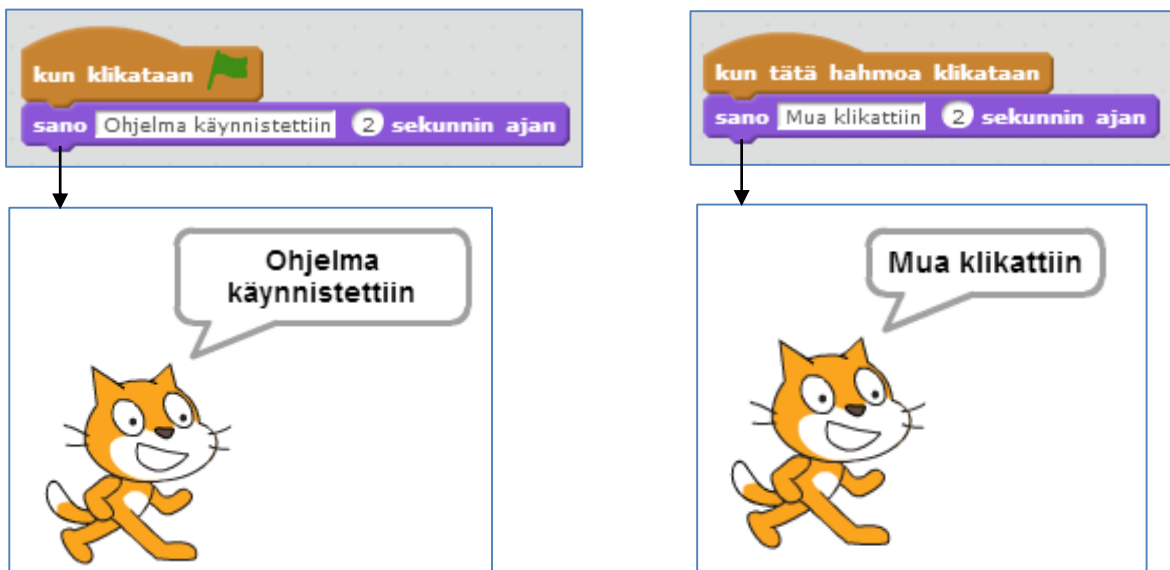 kun klikataan
sano Ohjelma käynnistettiin 2 sekunnin ajan
Ohjelma
käynnistettiin
kun tätä hahmoa klikataan
sano Mua klikattiin 2 sekunnin ajan
Mua klikattiin